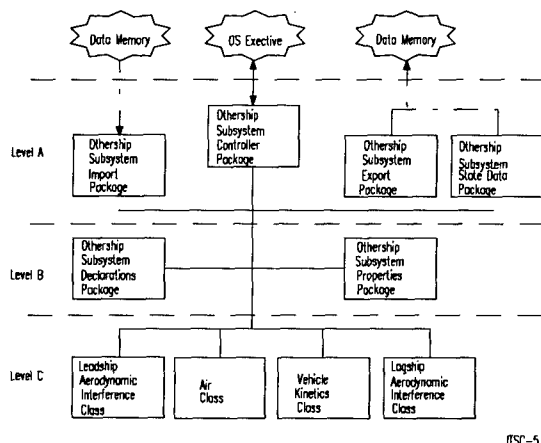 Data Memory
OS Exective
Data Memory
Level A
Othership
Subsystem
Import
Package
Othership
Subsystem
Controller
Package
Othership
Subsystem
Export
Package
Othership
Subsystem
State Data
Package
Level B
Othership
Subsystem
Declarations
Package
Othership
Subsystem
Properties
Package
Level C
Leadship
Aerodynamic
Interference
Class
Air
Class
Vehicle
Kinetics
Class
Lagship
Aerodynamic
Interference
Class